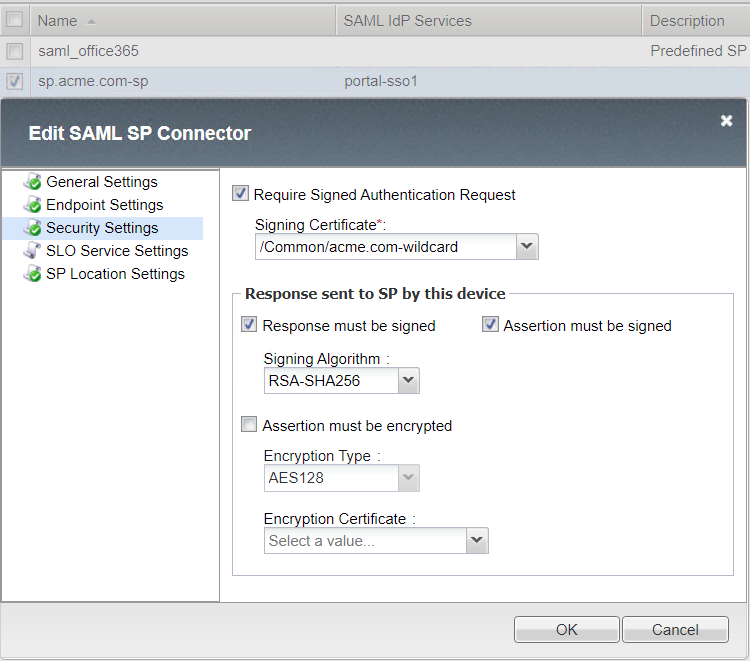 Name SAML IdP Services Description
saml_office365 Predefined SP
sp.acme.com-sp portal-sso1
Edit SAML SP Connector
General Settings
Endpoint Settings
Security Settings
SLO Service Settings
SP Location Settings
Require Signed Authentication Request
Signing Certificate*:
/Common/acme.com-wildcard
Response sent to SP by this device
Response must be signed Assertion must be signed
Signing Algorithm :
RSA-SHA256
Assertion must be encrypted
Encryption Type :
AES128
Encryption Certificate :
Select a value...
OK Cancel